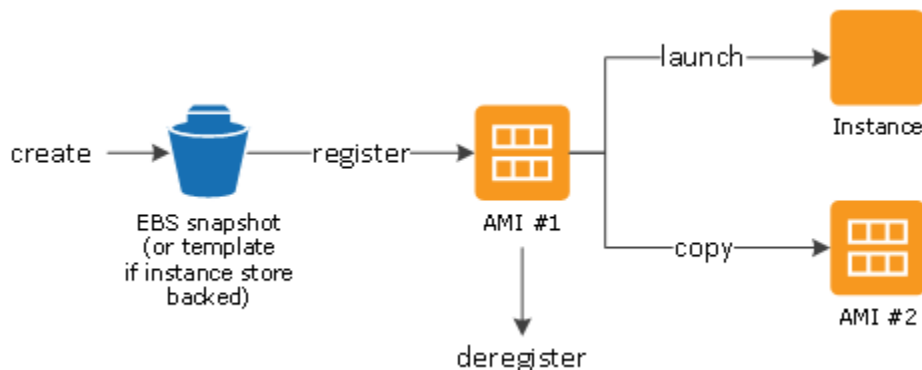 create
EBS snapshot
(or template
if instance store
backed)
register
AMI #1
deregister
launch
Instance
copy
AMI #2